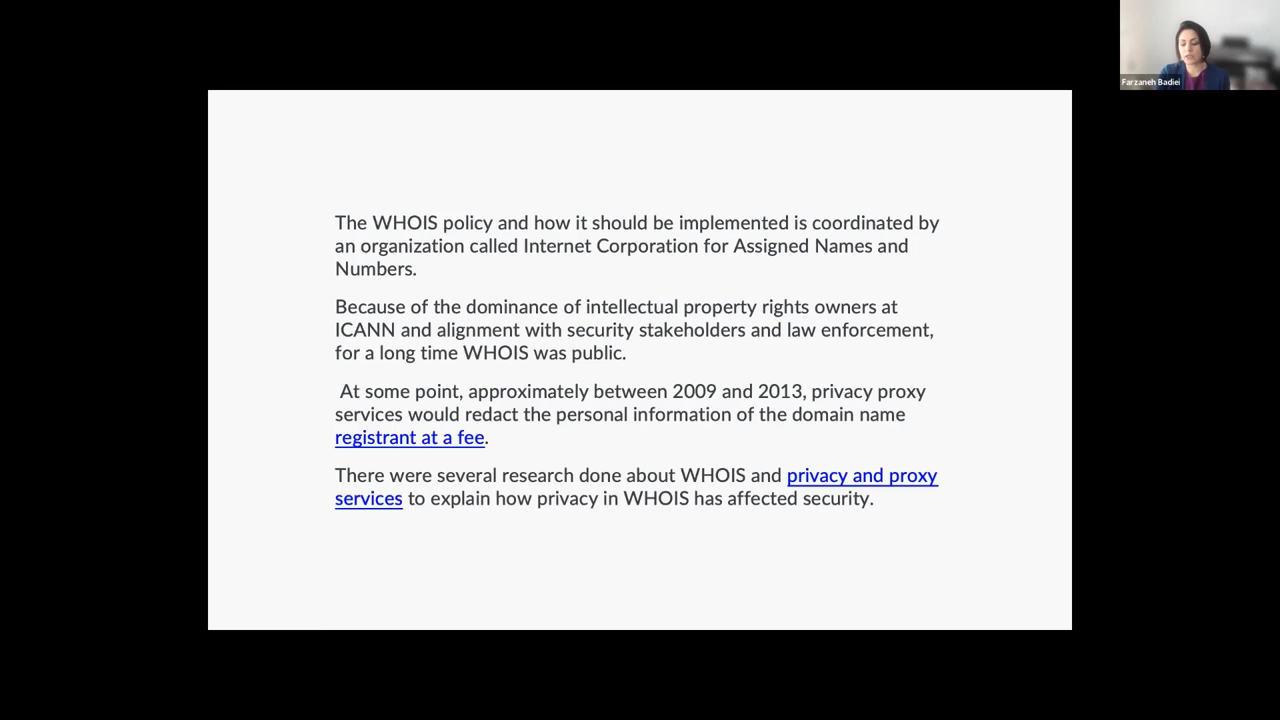 Farzaneh Badiei
The WHOIS policy and how it should be implemented is coordinated by
an organization called Internet Corporation for Assigned Names and
Numbers.
Because of the dominance of intellectual property rights owners at
ICANN and alignment with security stakeholders and law enforcement,
for a long time WHOIS was public.
At some point, approximately between 2009 and 2013, privacy proxy
services would redact the personal information of the domain name
registrant at a fee.
There were several research done about WHOIS and privacy and proxy
services to explain how privacy in WHOIS has affected security.